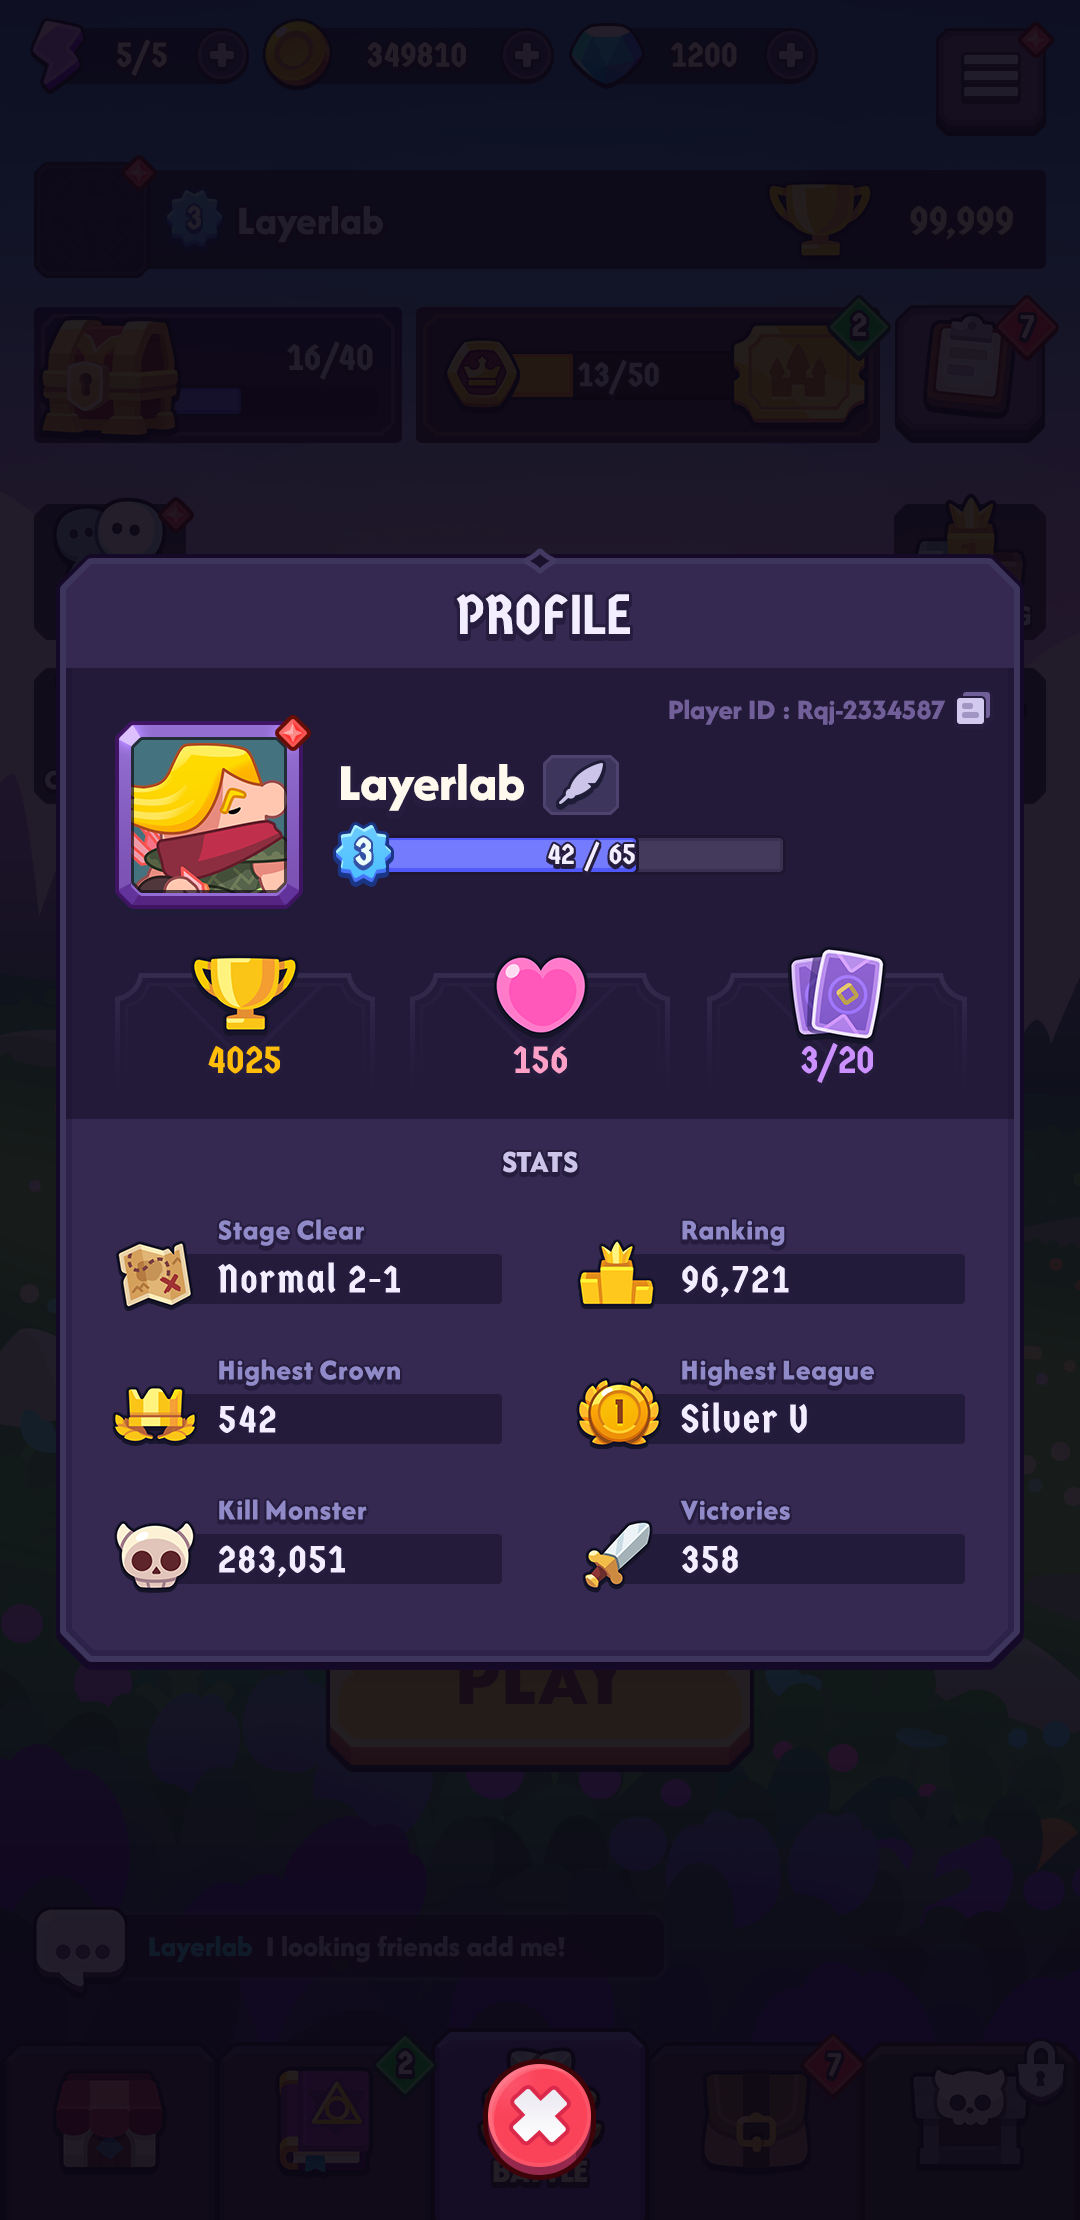 5/5
349810
1200
3
Layerlab
99,999
16/40
13/50
2
7
PROFILE
Player ID : Rqj-2334587
Layerlab
3
42 / 65
4025
156
3/20
STATS
Stage Clear
Normal 2-1
Ranking
96,721
Highest Crown
542
Highest League
1
Silver V
Kill Monster
283,051
Victories
358
PLAY
Layerlab I looking friends add me!
2
7
BATTLE